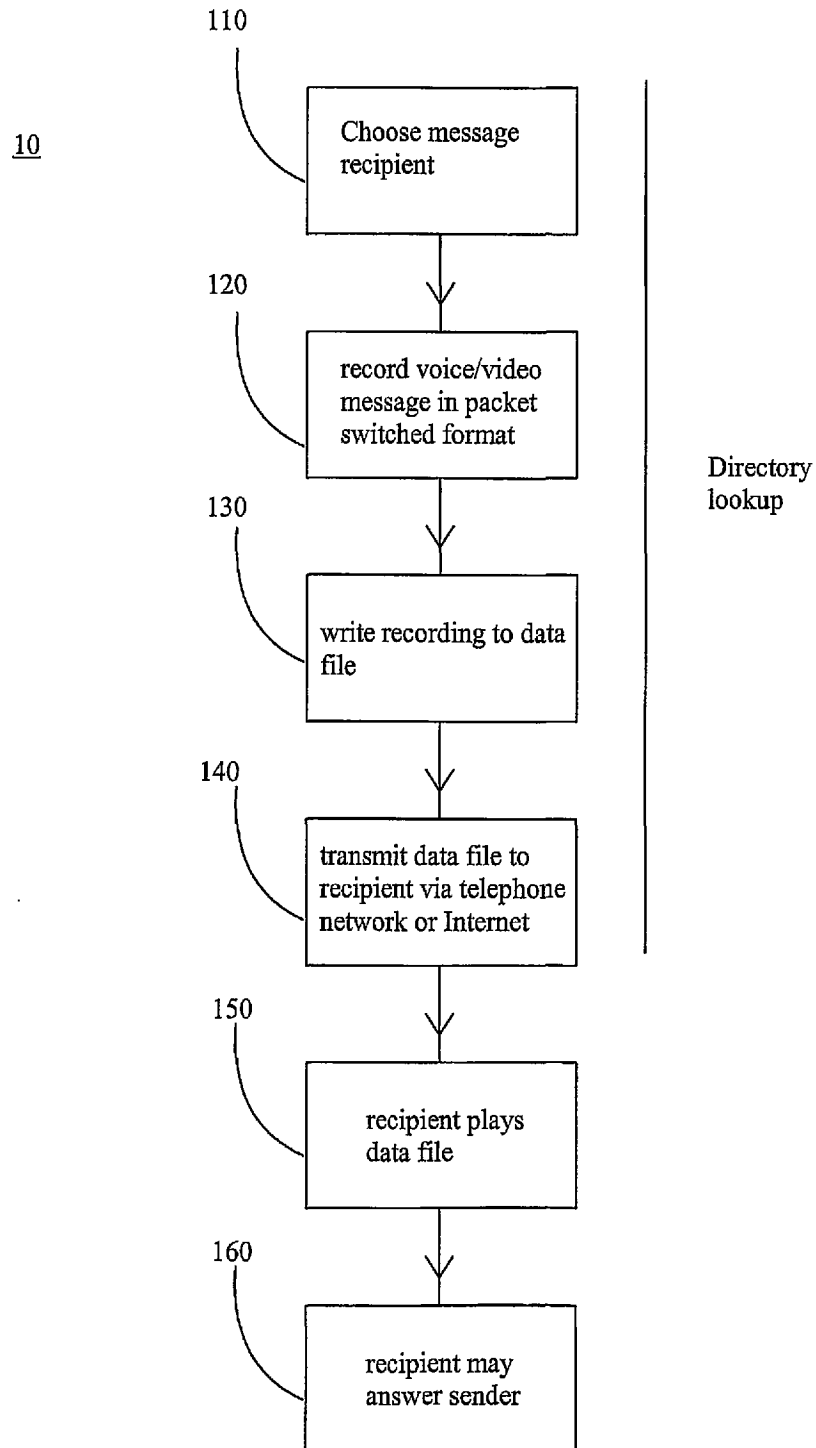 110
10
Choose message
recipient
120
record voice/video
message in packet
switched format
Directory
lookup
130
write recording to data
file
140
transmit data file to
recipient via telephone
network or Internet
150
recipient plays
data file
160
recipient may
answer sender